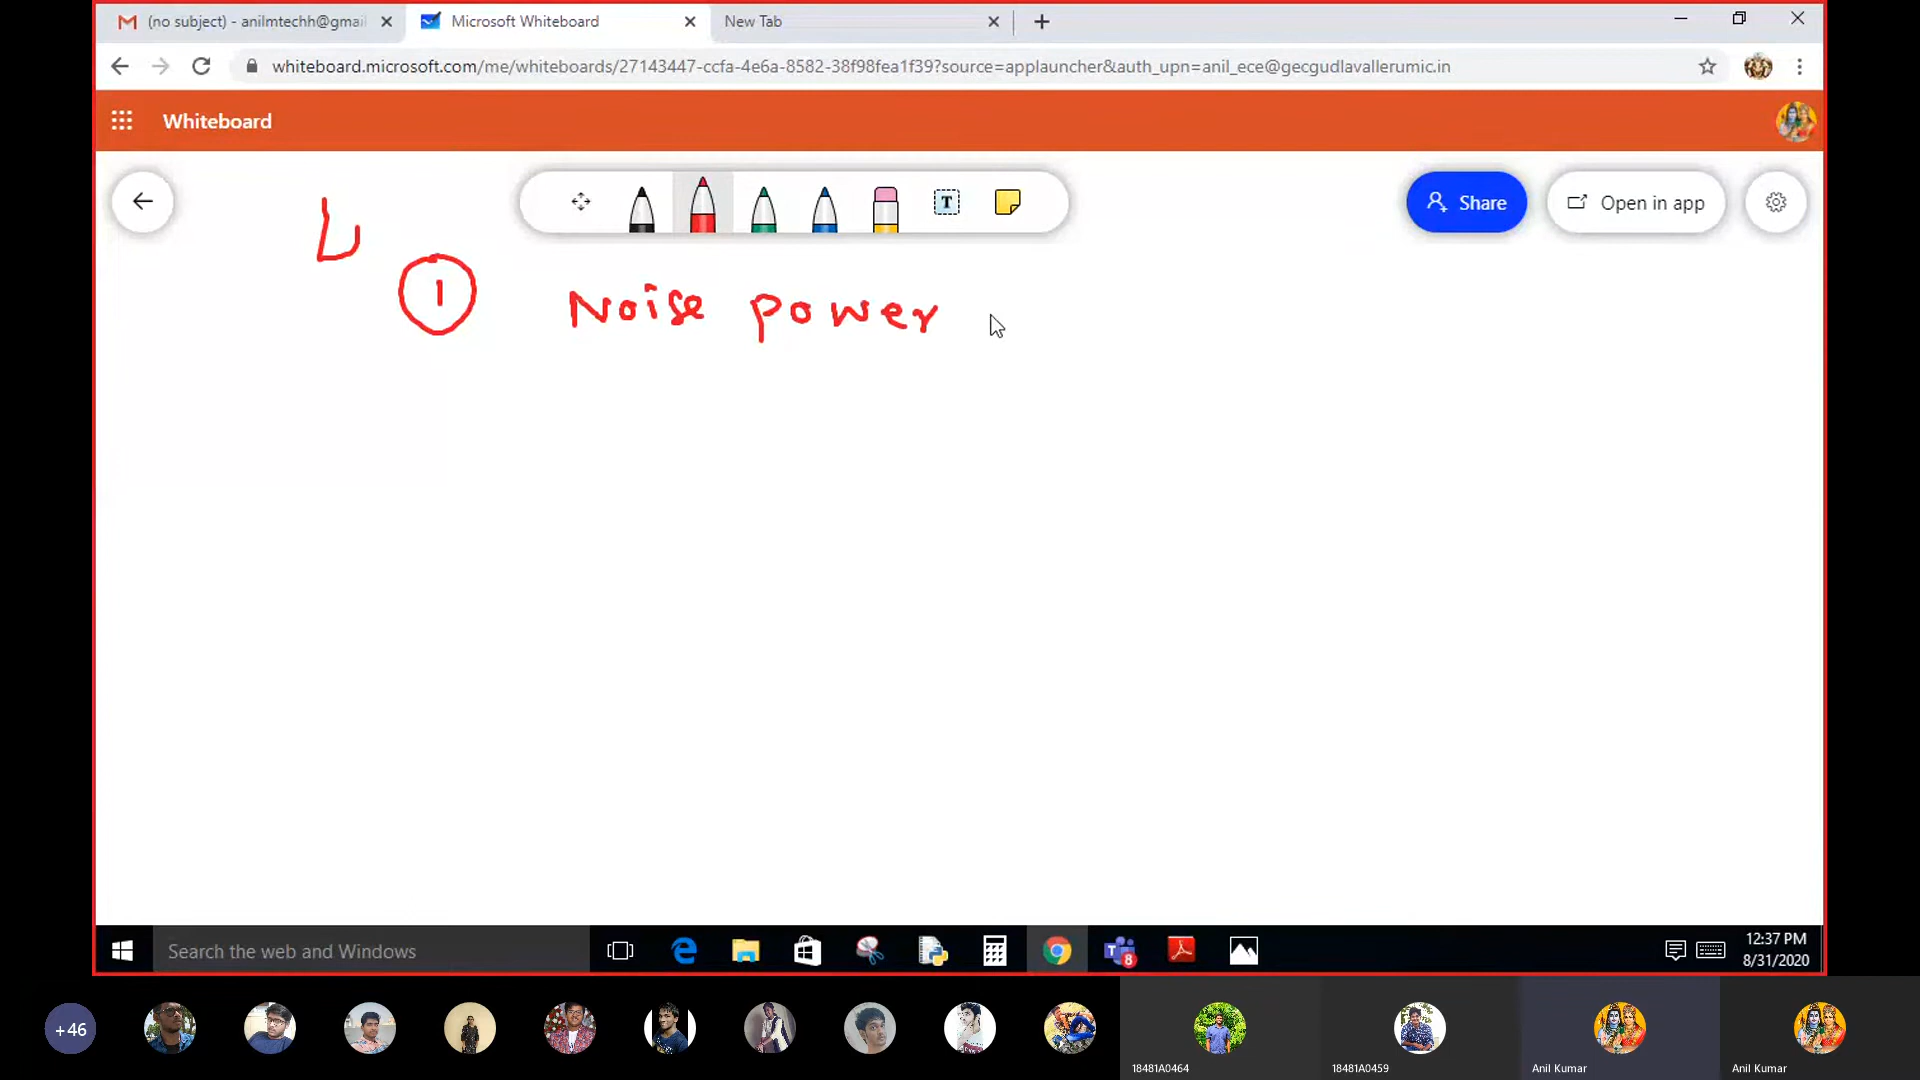 (no subject) - anilmtechh@gmail
Microsoft Whiteboard
New Tab
whiteboard.microsoft.com/me/whiteboards/27143447-ccfa-4e6a-8582-38f98fea1f39?source=applauncher&auth_upn=anil_ece@gecgudlavallerumic.in
Whiteboard
T
Share
Open in app
1 Noise power
Search the web and Windows
8
12:37 PM
8/31/2020
+46
18481A0464
18481A0459
Anil Kumar
Anil Kumar